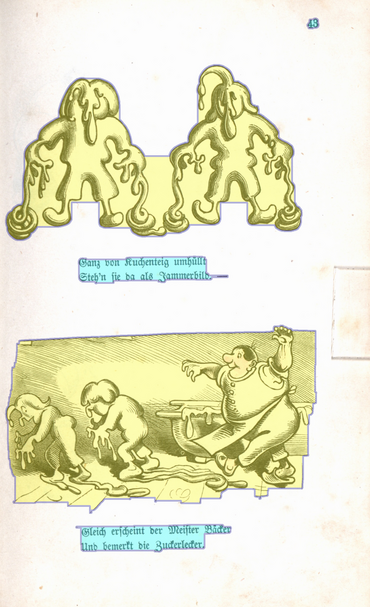 43
Ganz von Kuchenteig umhüllt
Steh'n sie da als Jammerbild. —
Gleich erscheint der Meister Bäcker
Und bemerkt die Zuckerlecker.